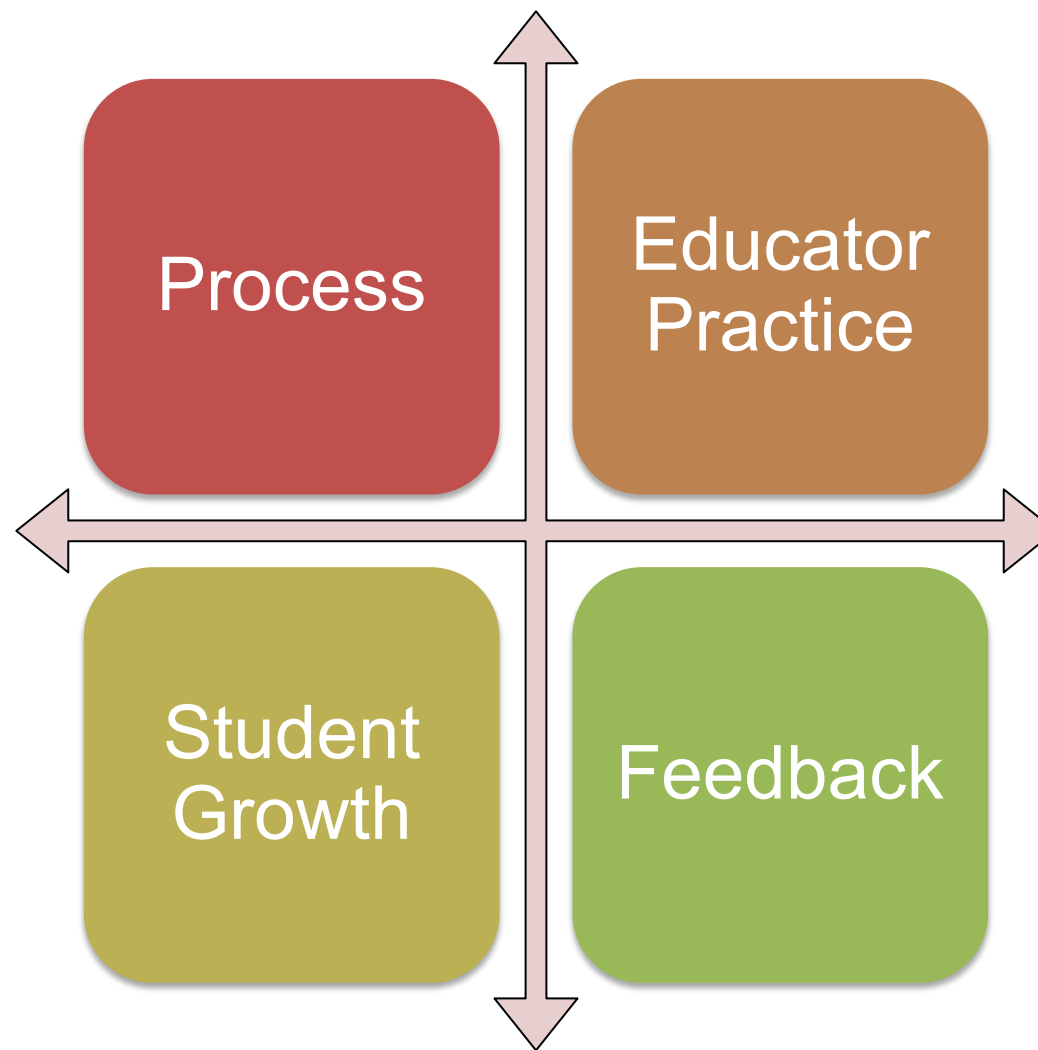 Process
Educator
Practice
Student
Growth
Feedback